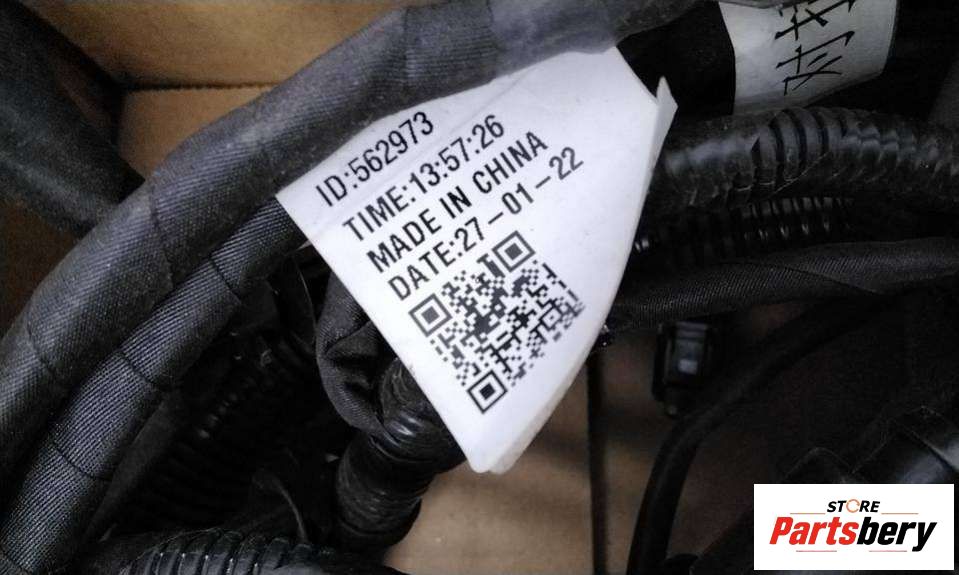 ID:562973
TIME:13:57:26
MADE IN CHINA
DATE:27-01-22
STORE
Partsbery